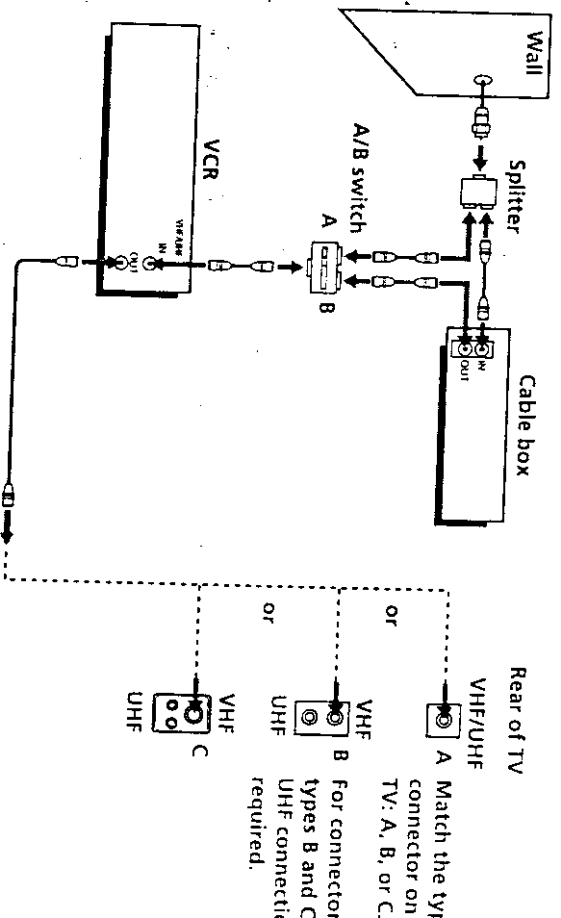 Wall
Splitter
Cable box
IN
OUT
A/B switch
A
B
VCR
VHF/UHF
IN
OUT
Rear of TV
VHF/UHF
A
Match the typ
connector on
TV: A, B, or C.
or
VHF
UHF
B
For connector
types B and C
UHF connectio
required.
or
VHF
UHF
C